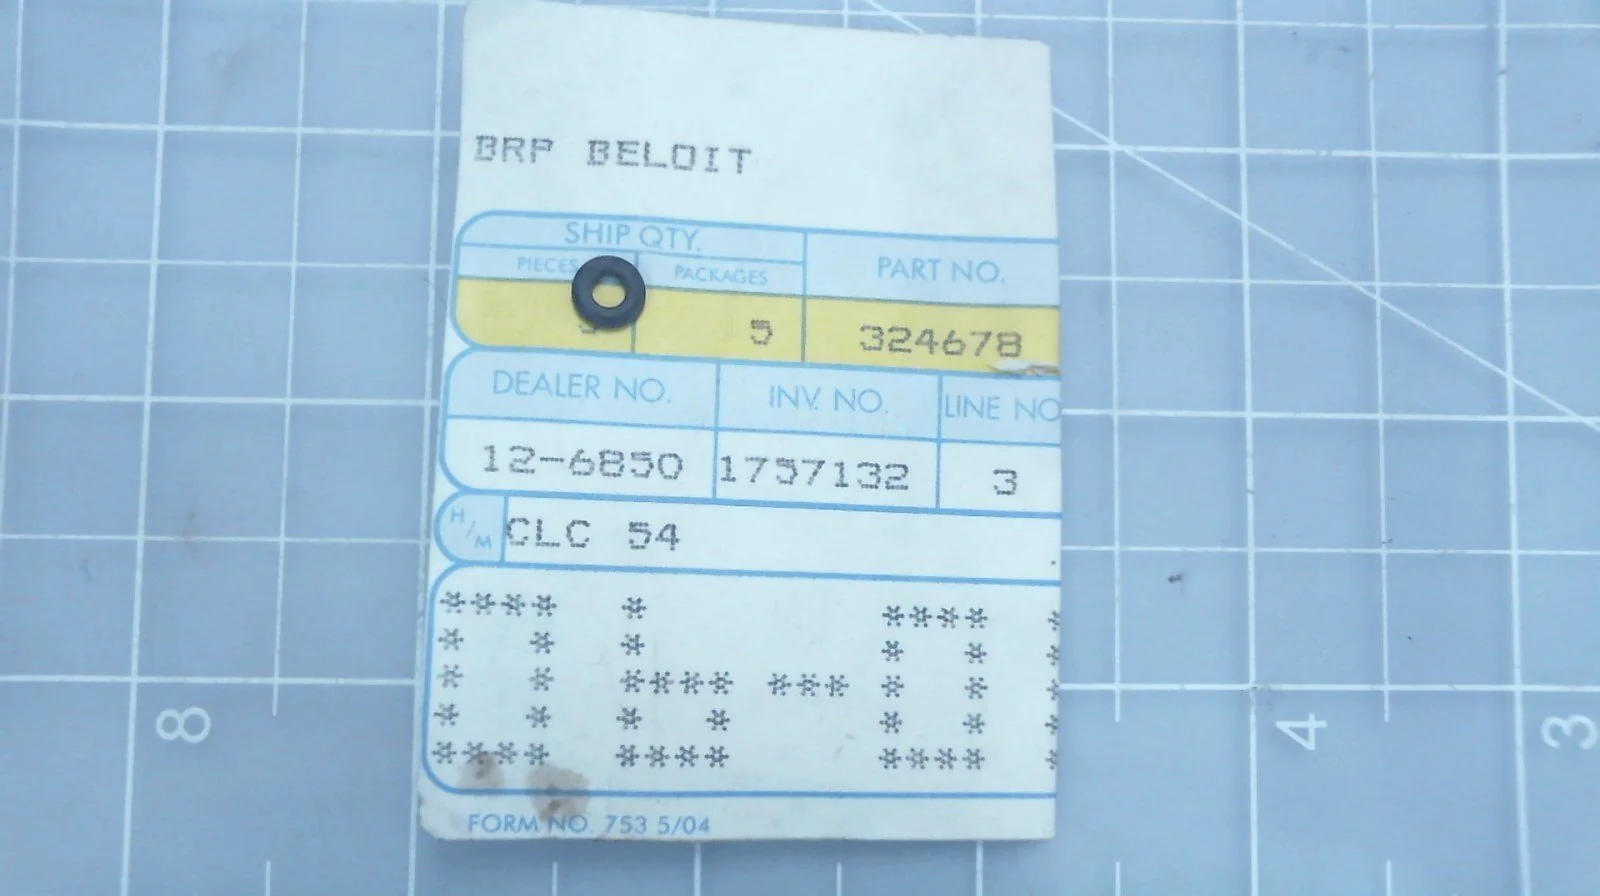 BRP BELOIT
SHIP QTY.
PIECES PACKAGES PART NO.
5 324678
DEALER NO. INV. NO. LINE NO
12-6850 1757132 3
H/M CLC 54
**** * **** *
* * * * * *
* * **** *** * * *
* * * * * * *
**** **** **** *
FORM NO. 753 5/04
8 4 3